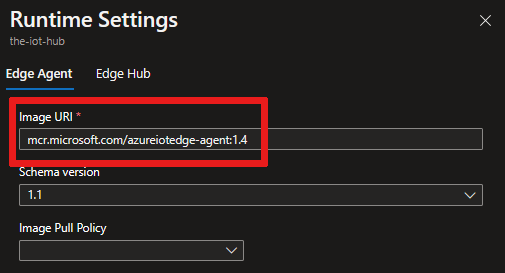 Runtime Settings
the-iot-hub
Edge Agent Edge Hub
Image URI *
mcr.microsoft.com/azureiotedge-agent:1.4
Schema version
1.1
Image Pull Policy